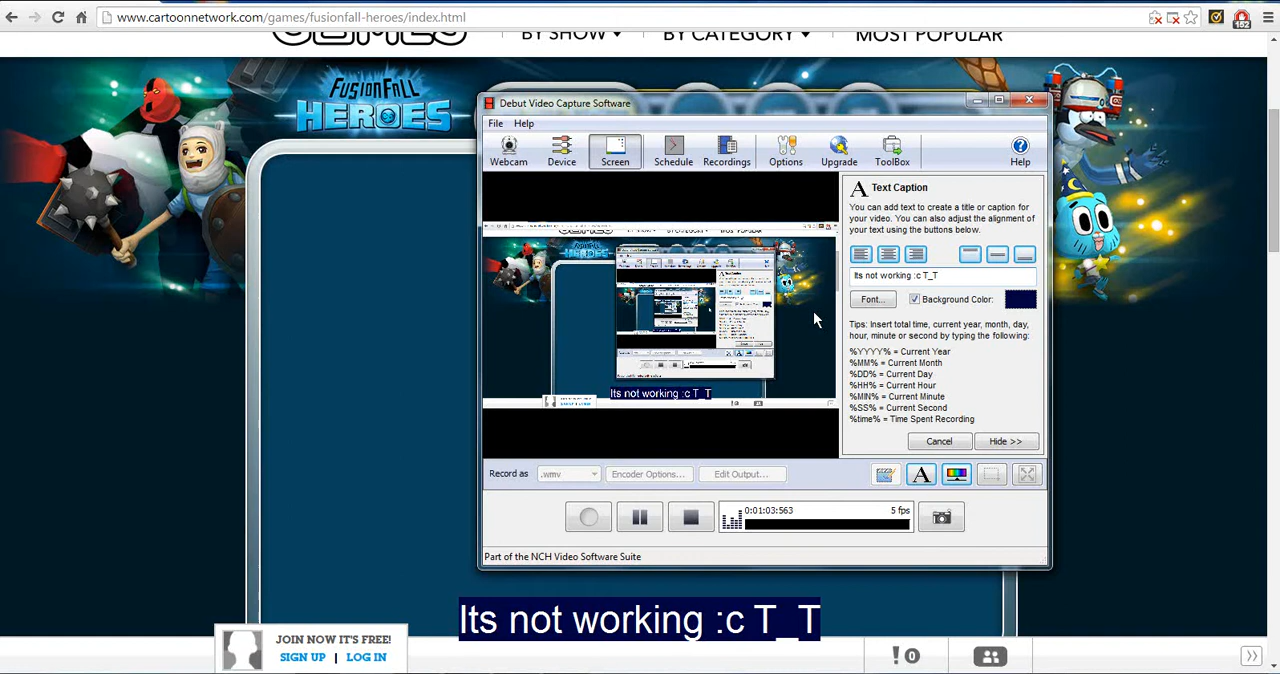 www.cartoonnetwork.com/games/fusionfall-heroes/index.html
152
GAMES
BY SHOW
BY CATEGORY
MOST POPULAR
FUSIONFALL
HEROES
Debut Video Capture Software
File Help
Webcam Device Screen Schedule Recordings Options Upgrade ToolBox Help
A Text Caption
You can add text to create a title or caption for
your video. You can also adjust the alignment of
your text using the buttons below.
Its not working :c T_T
Font... Background Color:
Tips: Insert total time, current year, month, day,
hour, minute or second by typing the following:
%YYYY% = Current Year
%MM% = Current Month
%DD% = Current Day
%HH% = Current Hour
%MIN% = Current Minute
%SS% = Current Second
%time% = Time Spent Recording
Cancel Hide >>
Its not working :c T_T
Record as .wmv Encoder Options... Edit Output...
A
0:01:03:563 5 fps
Part of the NCH Video Software Suite
Its not working :c T_T
JOIN NOW IT'S FREE!
SIGN UP | LOG IN
! 0